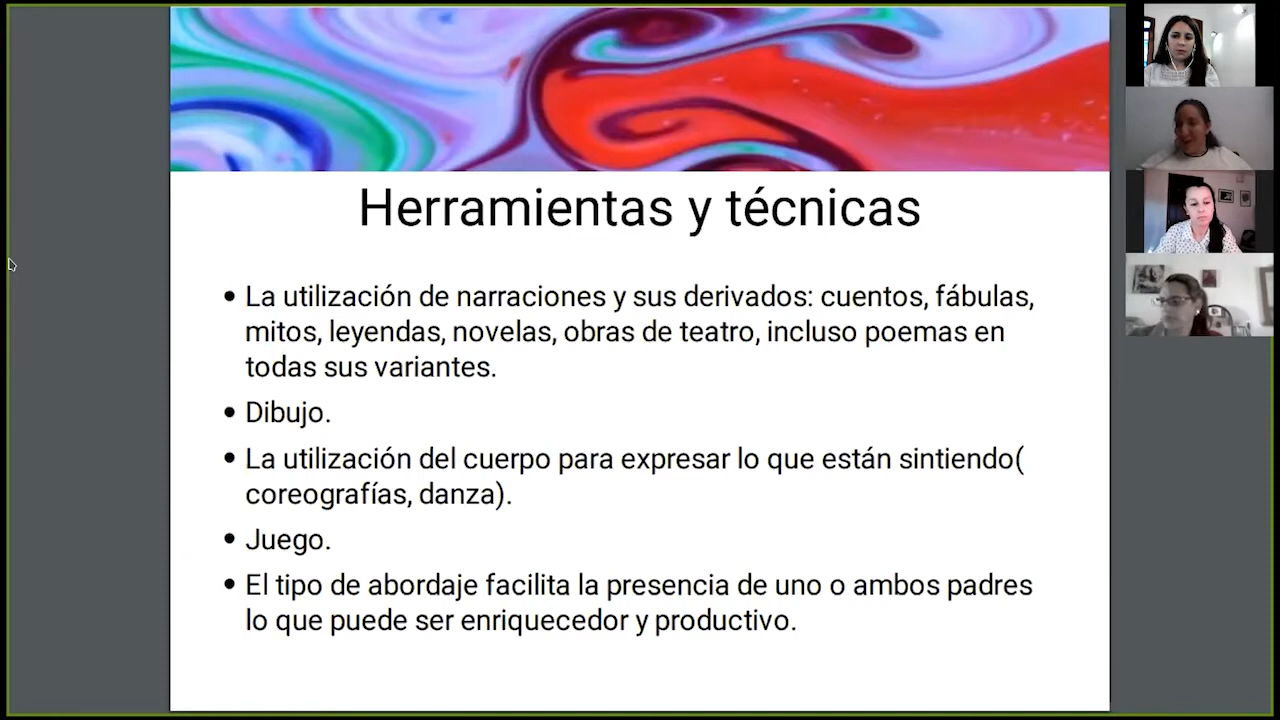 Herramientas y técnicas
• La utilización de narraciones y sus derivados: cuentos, fábulas,
mitos, leyendas, novelas, obras de teatro, incluso poemas en
todas sus variantes.
• Dibujo.
• La utilización del cuerpo para expresar lo que están sintiendo(
coreografías, danza).
• Juego.
• El tipo de abordaje facilita la presencia de uno o ambos padres
lo que puede ser enriquecedor y productivo.